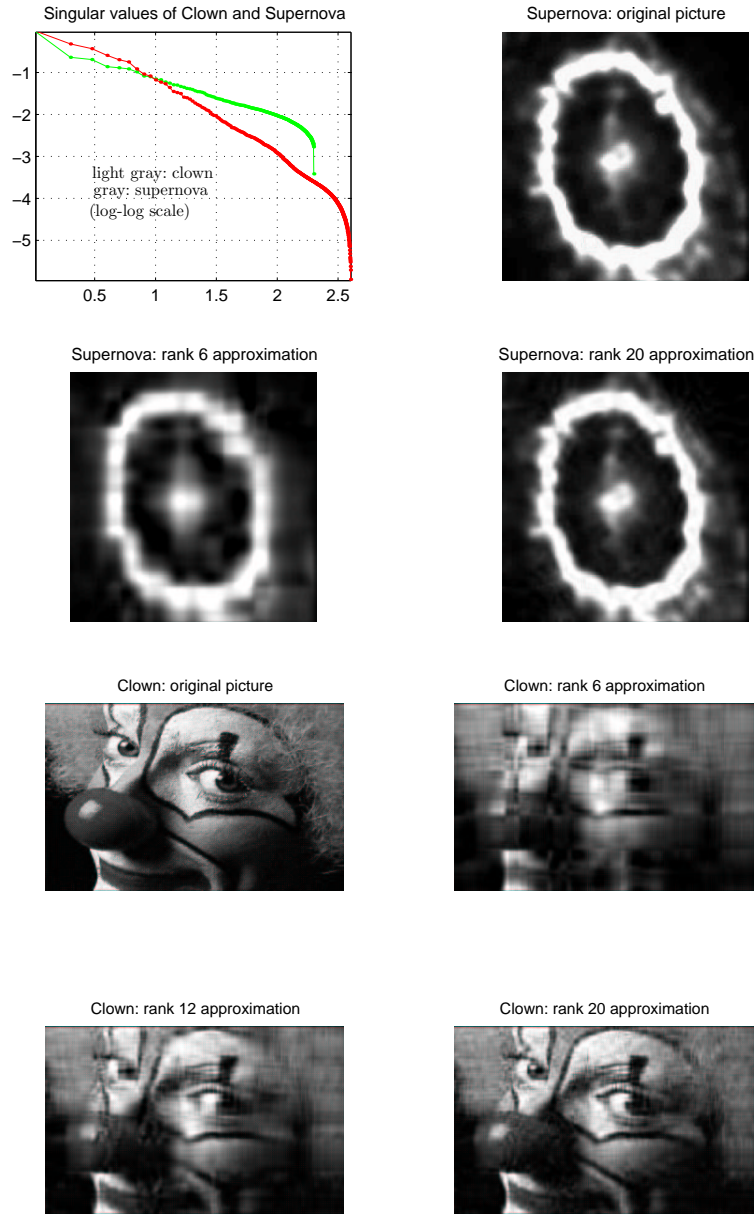 Singular values of Clown and Supernova
−1
−2
−3
−4
−5
light gray: clown
gray: supernova
(log-log scale)
0.5 1 1.5 2 2.5
Supernova: original picture
Supernova: rank 6 approximation
Supernova: rank 20 approximation
Clown: original picture
Clown: rank 6 approximation
Clown: rank 12 approximation
Clown: rank 20 approximation